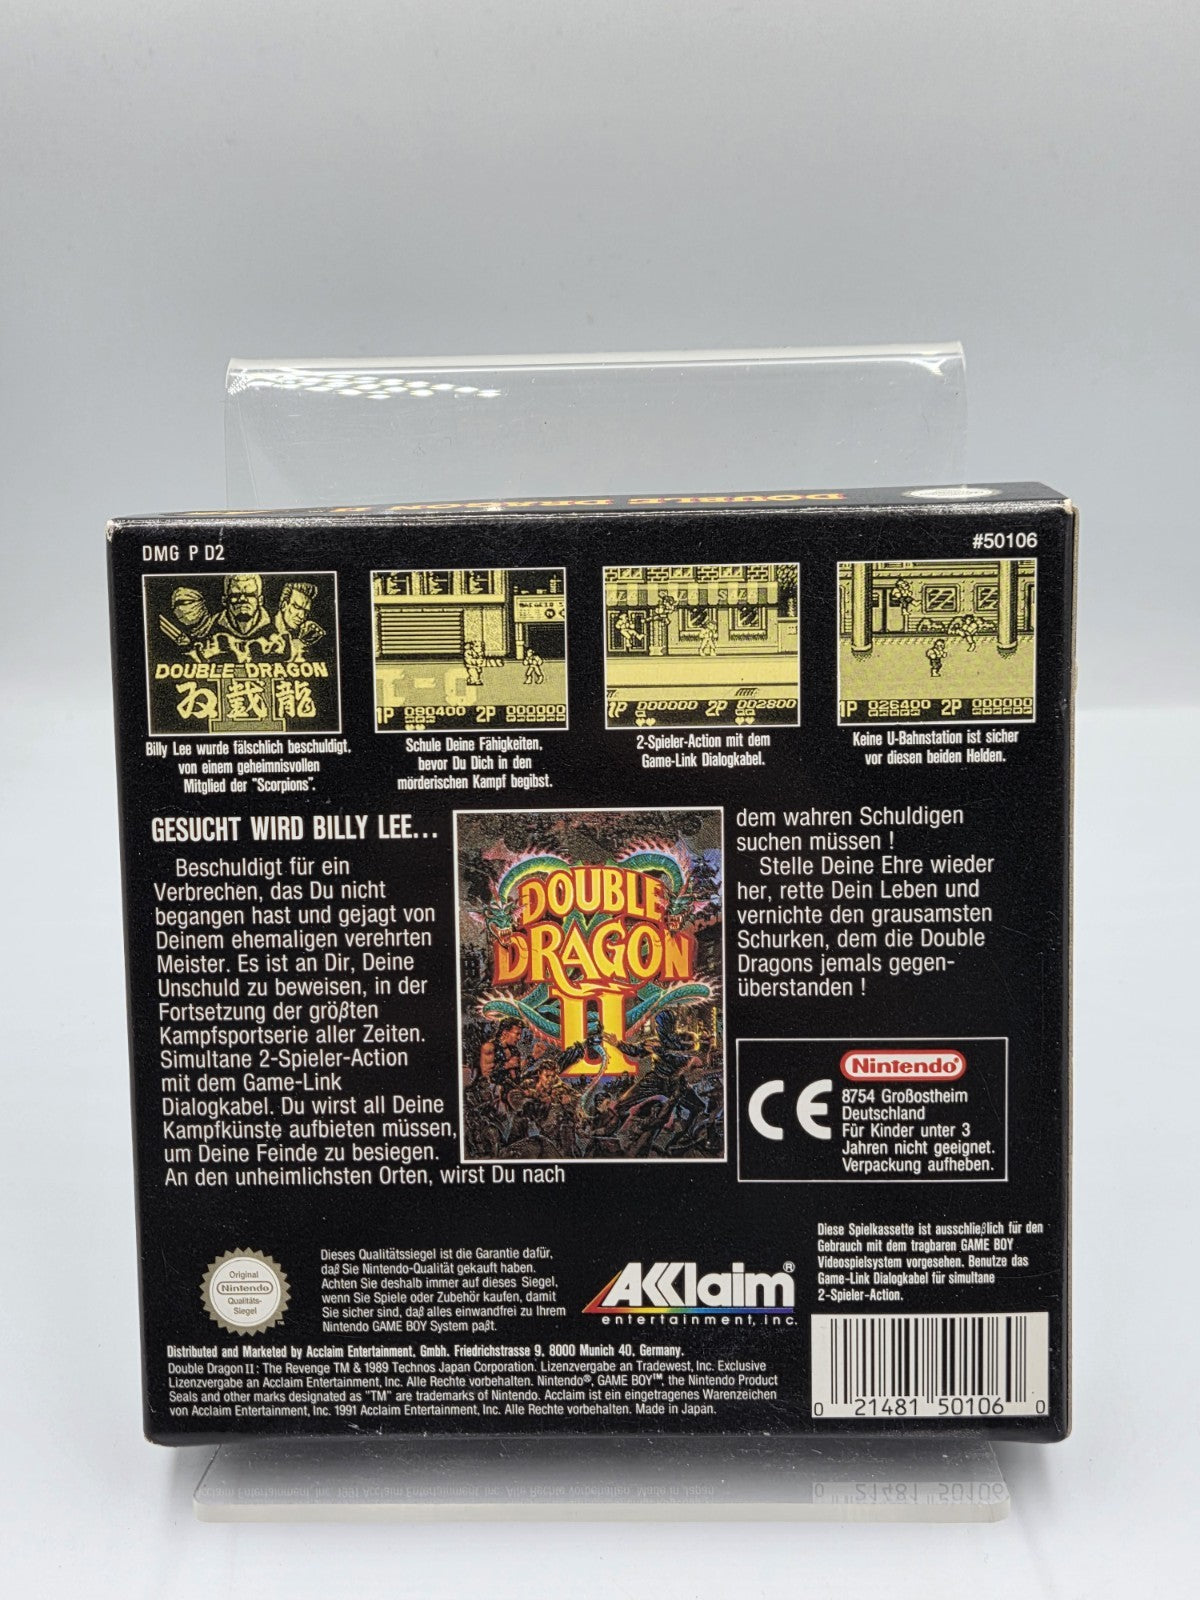 DOUBLE DRAGON II
DMG P D2
#50106
DOUBLE DRAGON
II
1P 090400 2P 000000
1P 000000 2P 002800
1P 026400 2P 000000
Billy Lee wurde fälschlich beschuldigt,
von einem geheimnisvollen
Mitglied der "Scorpions".
Schule Deine Fähigkeiten,
bevor Du Dich in den
mörderischen Kampf begibst.
2-Spieler-Action mit dem
Game-Link Dialogkabel.
Keine U-Bahnstation ist sicher
vor diesen beiden Helden.
GESUCHT WIRD BILLY LEE...
Beschuldigt für ein
Verbrechen, das Du nicht
begangen hast und gejagt von
Deinem ehemaligen verehrten
Meister. Es ist an Dir, Deine
Unschuld zu beweisen, in der
Fortsetzung der größten
Kampfsportserie aller Zeiten.
Simultane 2-Spieler-Action
mit dem Game-Link
Dialogkabel. Du wirst all Deine
Kampfkünste aufbieten müssen,
um Deine Feinde zu besiegen.
An den unheimlichsten Orten, wirst Du nach
DOUBLE
DRAGON
II
dem wahren Schuldigen
suchen müssen !
Stelle Deine Ehre wieder
her, rette Dein Leben und
vernichte den grausamsten
Schurken, dem die Double
Dragons jemals gegen-
überstanden !
CE
Nintendo®
8754 Großostheim
Deutschland
Für Kinder unter 3
Jahren nicht geeignet.
Verpackung aufheben.
Original
Nintendo
Qualitäts-
Siegel
TM
Dieses Qualitätssiegel ist die Garantie dafür,
daß Sie Nintendo-Qualität gekauft haben.
Achten Sie deshalb immer auf dieses Siegel,
wenn Sie Spiele oder Zubehör kaufen, damit
Sie sicher sind, daß alles einwandfrei zu Ihrem
Nintendo GAME BOY System paßt.
AKKlaim®
entertainment, inc.
Diese Spielkassette ist ausschließlich für den
Gebrauch mit dem tragbaren GAME BOY
Videospielsystem vorgesehen. Benutze das
Game-Link Dialogkabel für simultane
2-Spieler-Action.
Distributed and Marketed by Acclaim Entertainment, Gmbh. Friedrichstrasse 9, 8000 Munich 40, Germany.
Double Dragon II: The Revenge TM & 1989 Technos Japan Corporation. Lizenzvergabe an Tradewest, Inc. Exclusive
Lizenzvergabe an Acclaim Entertainment, Inc. Alle Rechte vorbehalten. Nintendo®, GAME BOY™, the Nintendo Product
Seals and other marks designated as "TM" are trademarks of Nintendo. Acclaim ist ein eingetragenes Warenzeichen
von Acclaim Entertainment, Inc. 1991 Acclaim Entertainment, Inc. Alle Rechte vorbehalten. Made in Japan.
0 21481 50106 0